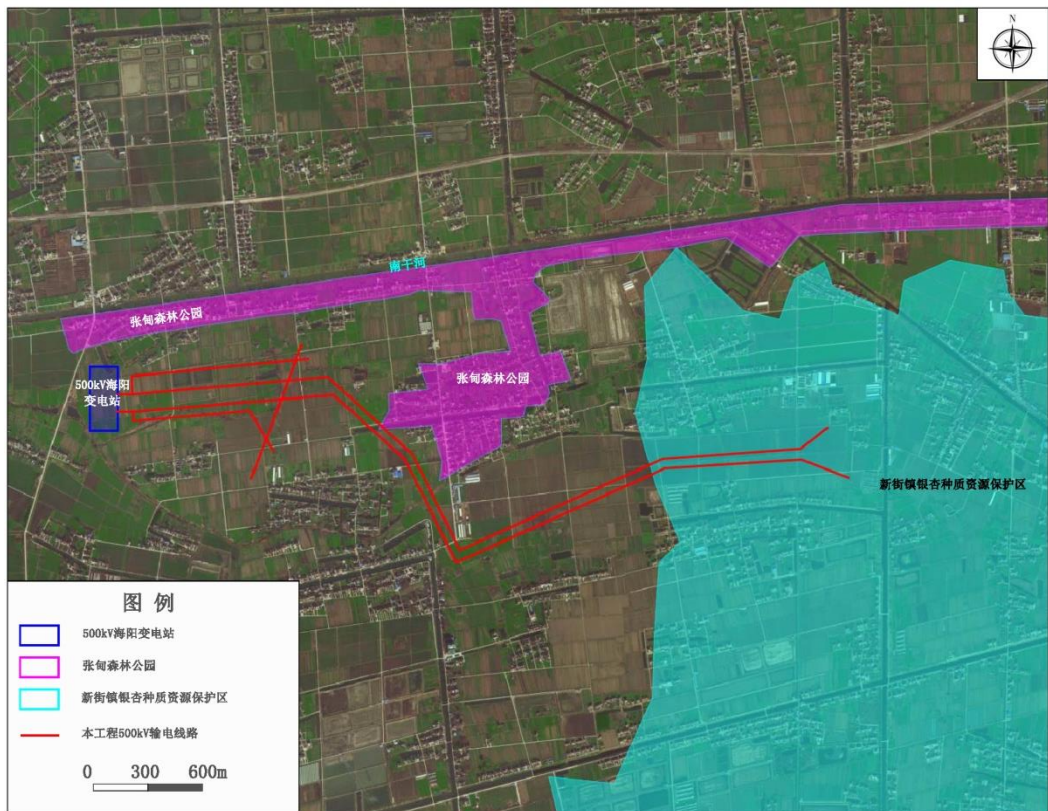 N
南干河
张甸森林公园
500kV海阳
变电站
张甸森林公园
新街镇银杏种质资源保护区
图 例
500kV海阳变电站
张甸森林公园
新街镇银杏种质资源保护区
本工程500kV输电线路
0 300 600m